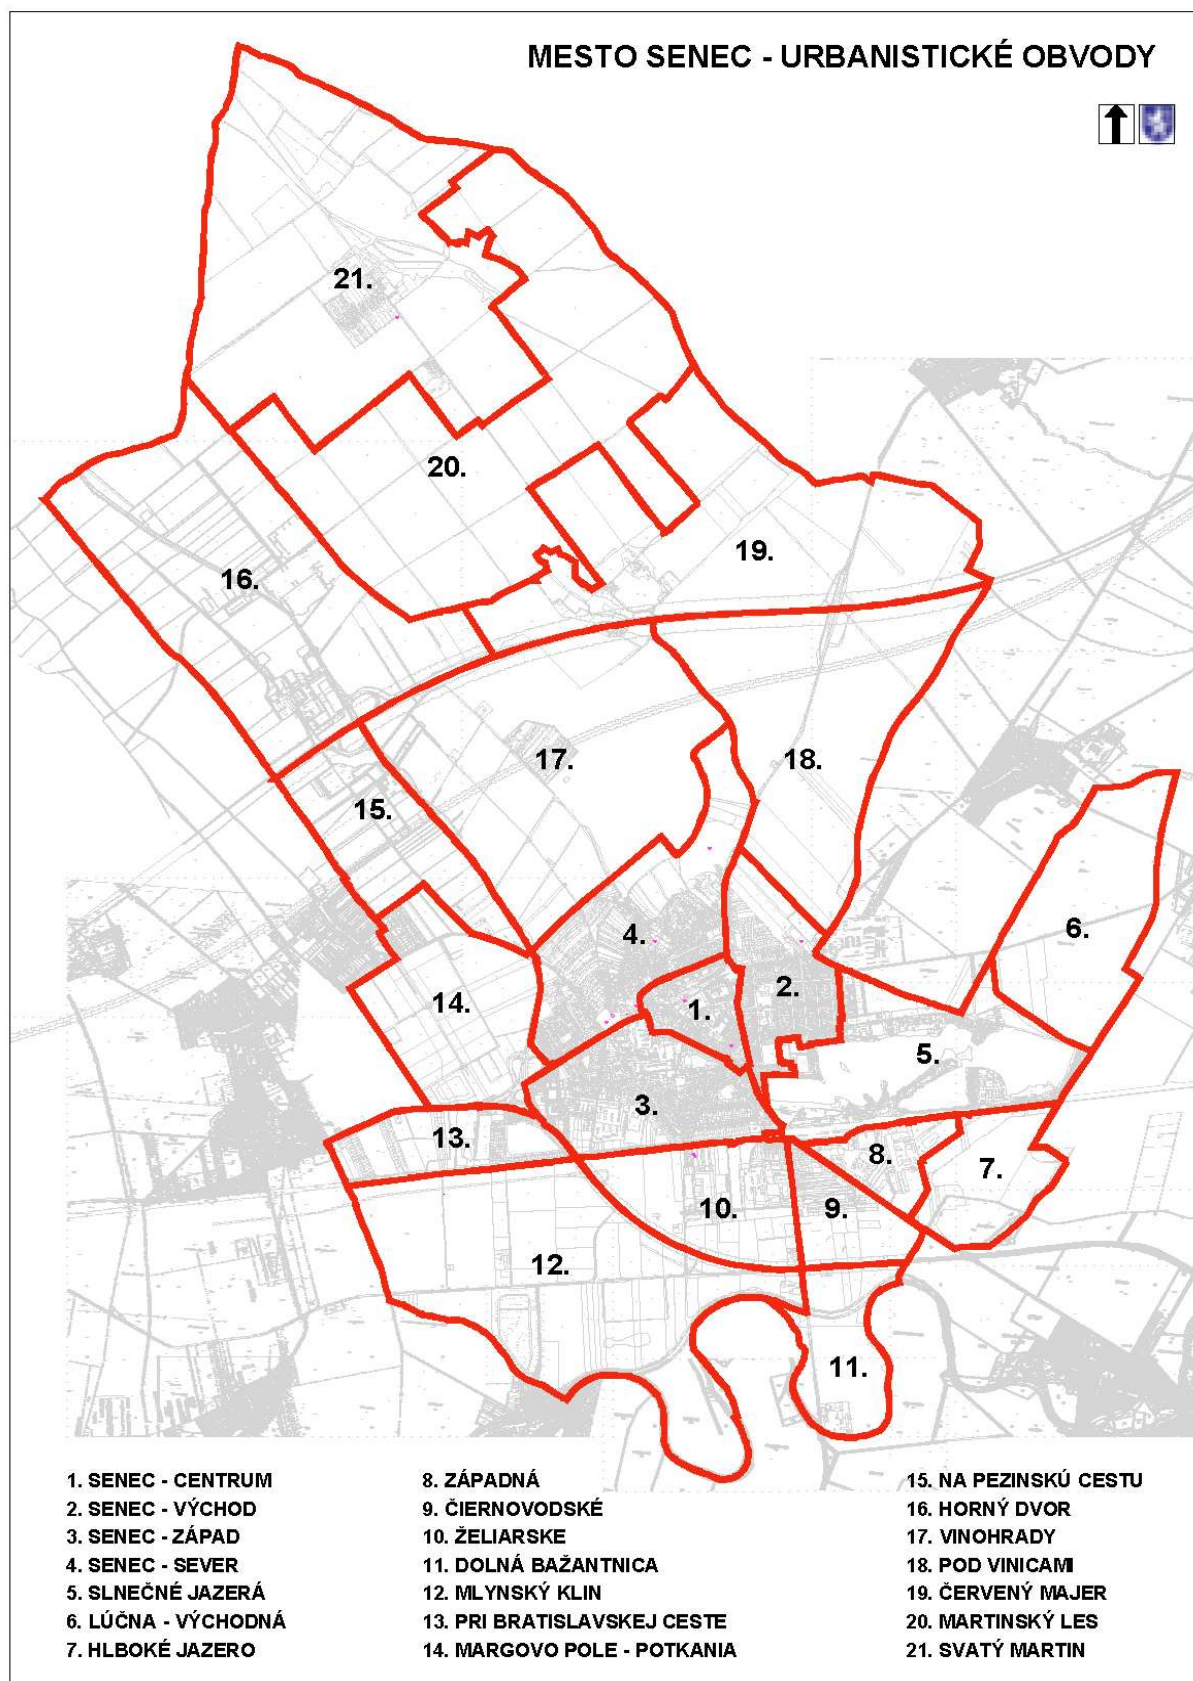 MESTO SENEC - URBANISTICKÉ OBVODY
21.
20.
16.
19.
17.
18.
15.
6.
4.
2.
14.
1.
5.
3.
13.
8.
7.
10.
9.
12.
11.
1. SENEC - CENTRUM
2. SENEC - VÝCHOD
3. SENEC - ZÁPAD
4. SENEC - SEVER
5. SLNEČNÉ JAZERÁ
6. LÚČNA - VÝCHODNÁ
7. HLBOKÉ JAZERO
8. ZÁPADNÁ
9. ČIERNOVODSKÉ
10. ŽELIARSKE
11. DOLNÁ BAŽANTNICA
12. MLYNSKÝ KLIN
13. PRI BRATISLAVSKEJ CESTE
14. MARGOVO POLE - POTKANIA
15. NA PEZINSKÚ CESTU
16. HORNÝ DVOR
17. VINOHRADY
18. POD VINICAMI
19. ČERVENÝ MAJER
20. MARTINSKÝ LES
21. SVATÝ MARTIN